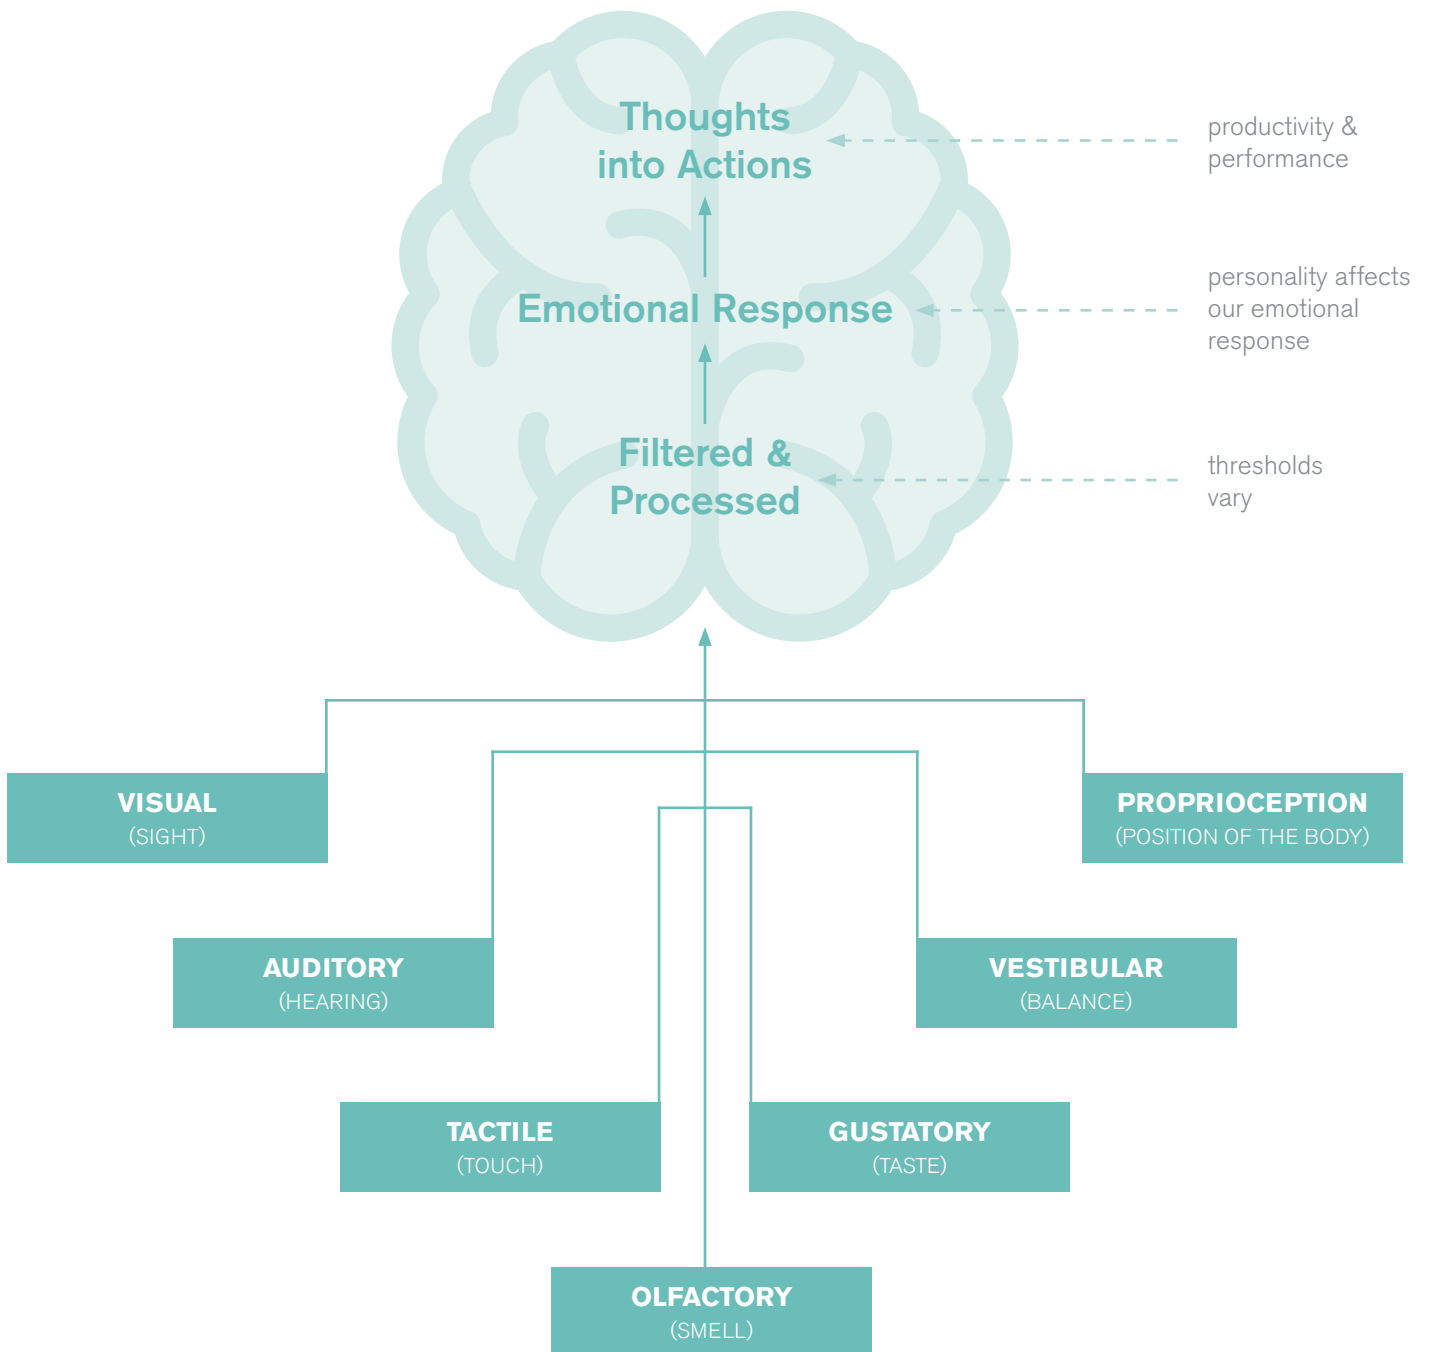 Thoughts
into Actions
productivity &
performance
Emotional Response
personality affects
our emotional
response
Filtered &
Processed
thresholds
vary
VISUAL
(SIGHT)
PROPRIOCEPTION
(POSITION OF THE BODY)
AUDITORY
(HEARING)
VESTIBULAR
(BALANCE)
TACTILE
(TOUCH)
GUSTATORY
(TASTE)
OLFACTORY
(SMELL)